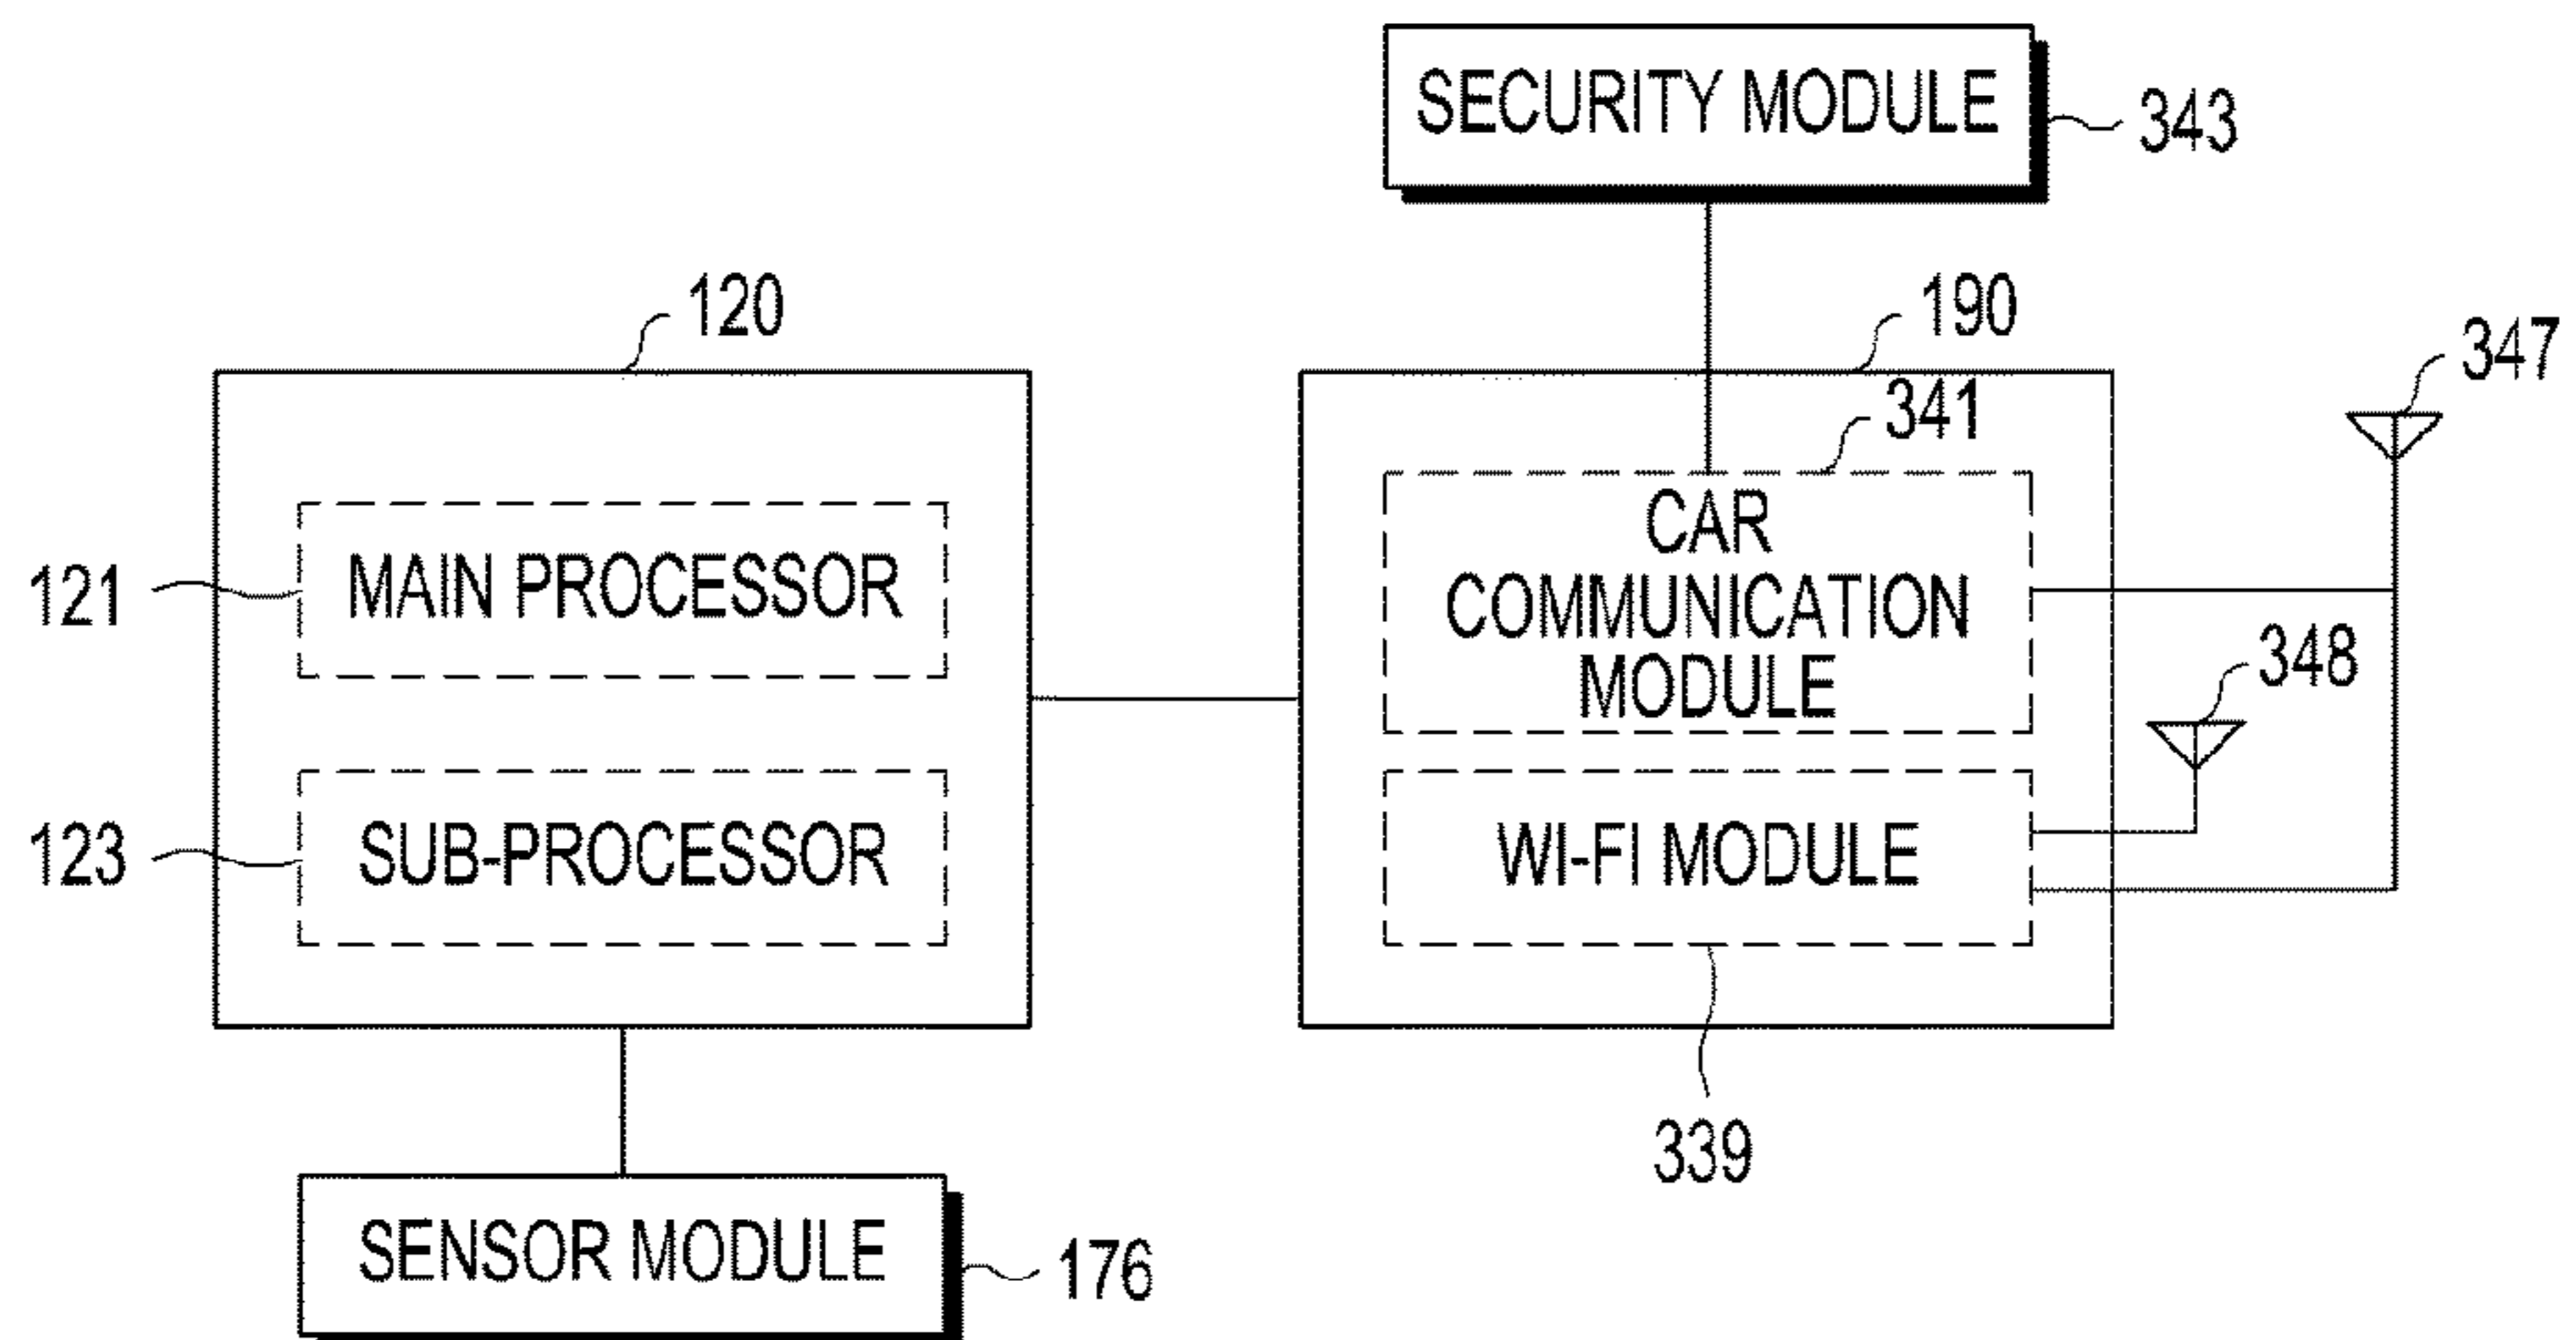 SECURITY MODULE
343
120
190
347
341
CAR
COMMUNICATION
MODULE
121
MAIN PROCESSOR
348
123
SUB-PROCESSOR
WI-FI MODULE
339
SENSOR MODULE
176